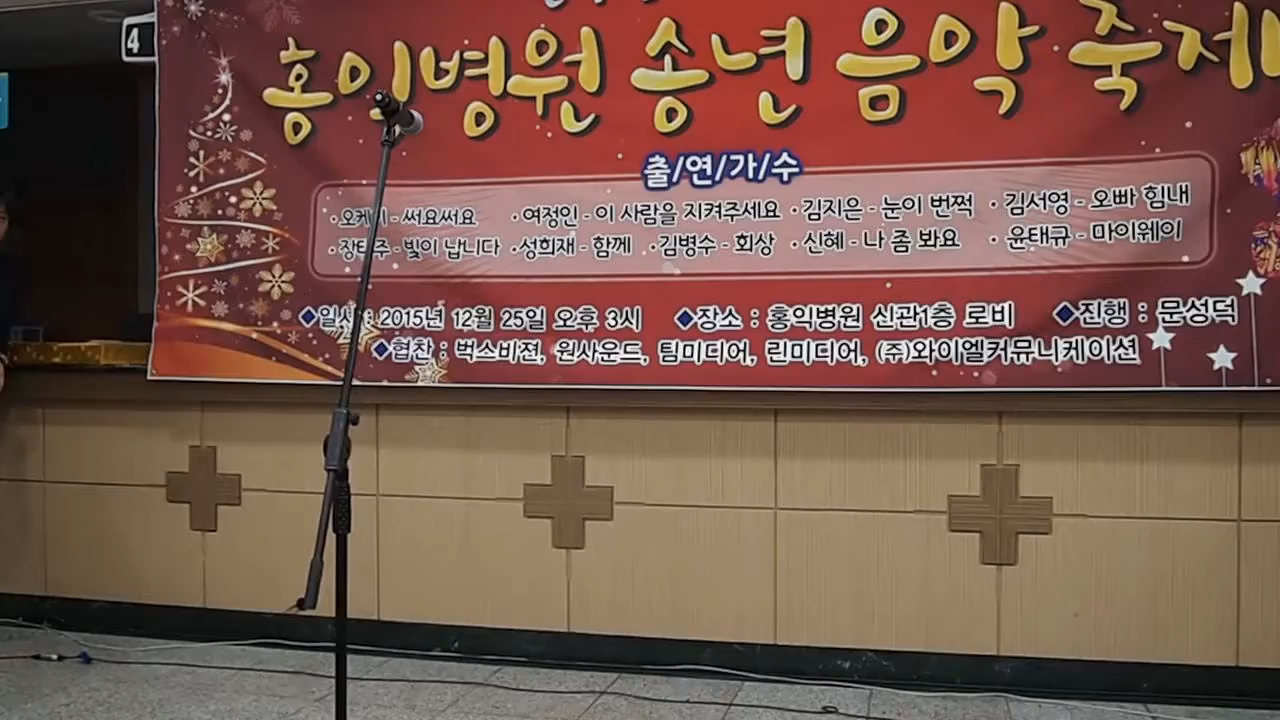 4
홍익병원 송년 음악 축제
출/연/가/수
· 오케이 - 써요써요 · 여정인 - 이 사람을 지켜주세요 · 김지은 - 눈이 번쩍 · 김서영 - 오빠 힘내
· 장태주 - 빛이 납니다 · 성희재 - 함께 · 김병수 - 회상 · 신혜 - 나 좀 봐요 · 윤태규 - 마이웨이
◆일시 : 2015년 12월 25일 오후 3시 ◆장소 : 홍익병원 신관1층 로비 ◆진행 : 문성덕
◆협찬 : 벅스비젼, 원사운드, 팀미디어, 린미디어, (주)와이엘커뮤니케이션